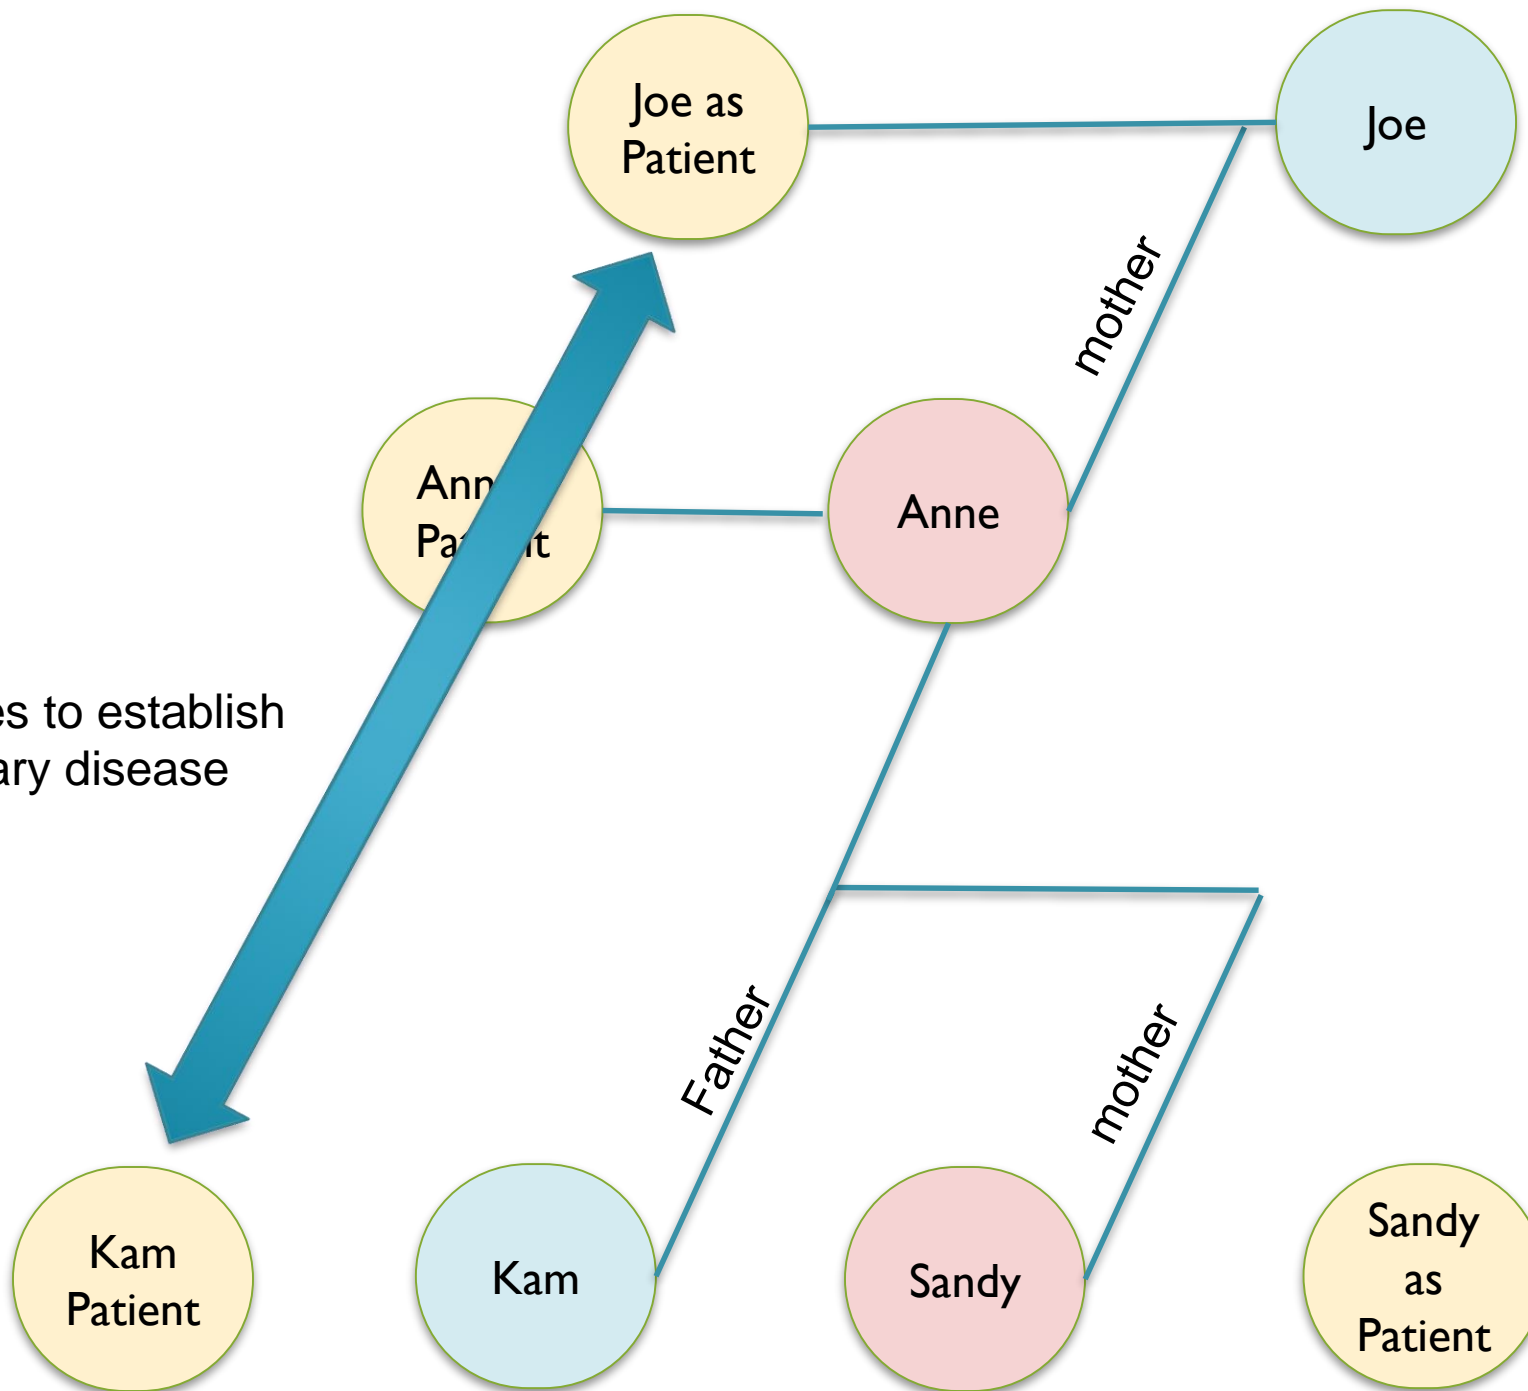 Joe as
Patient
Joe
mother
Anne
es to establish
ary disease
Father
mother
Kam
Patient
Kam
Sandy
Sandy
as
Patient